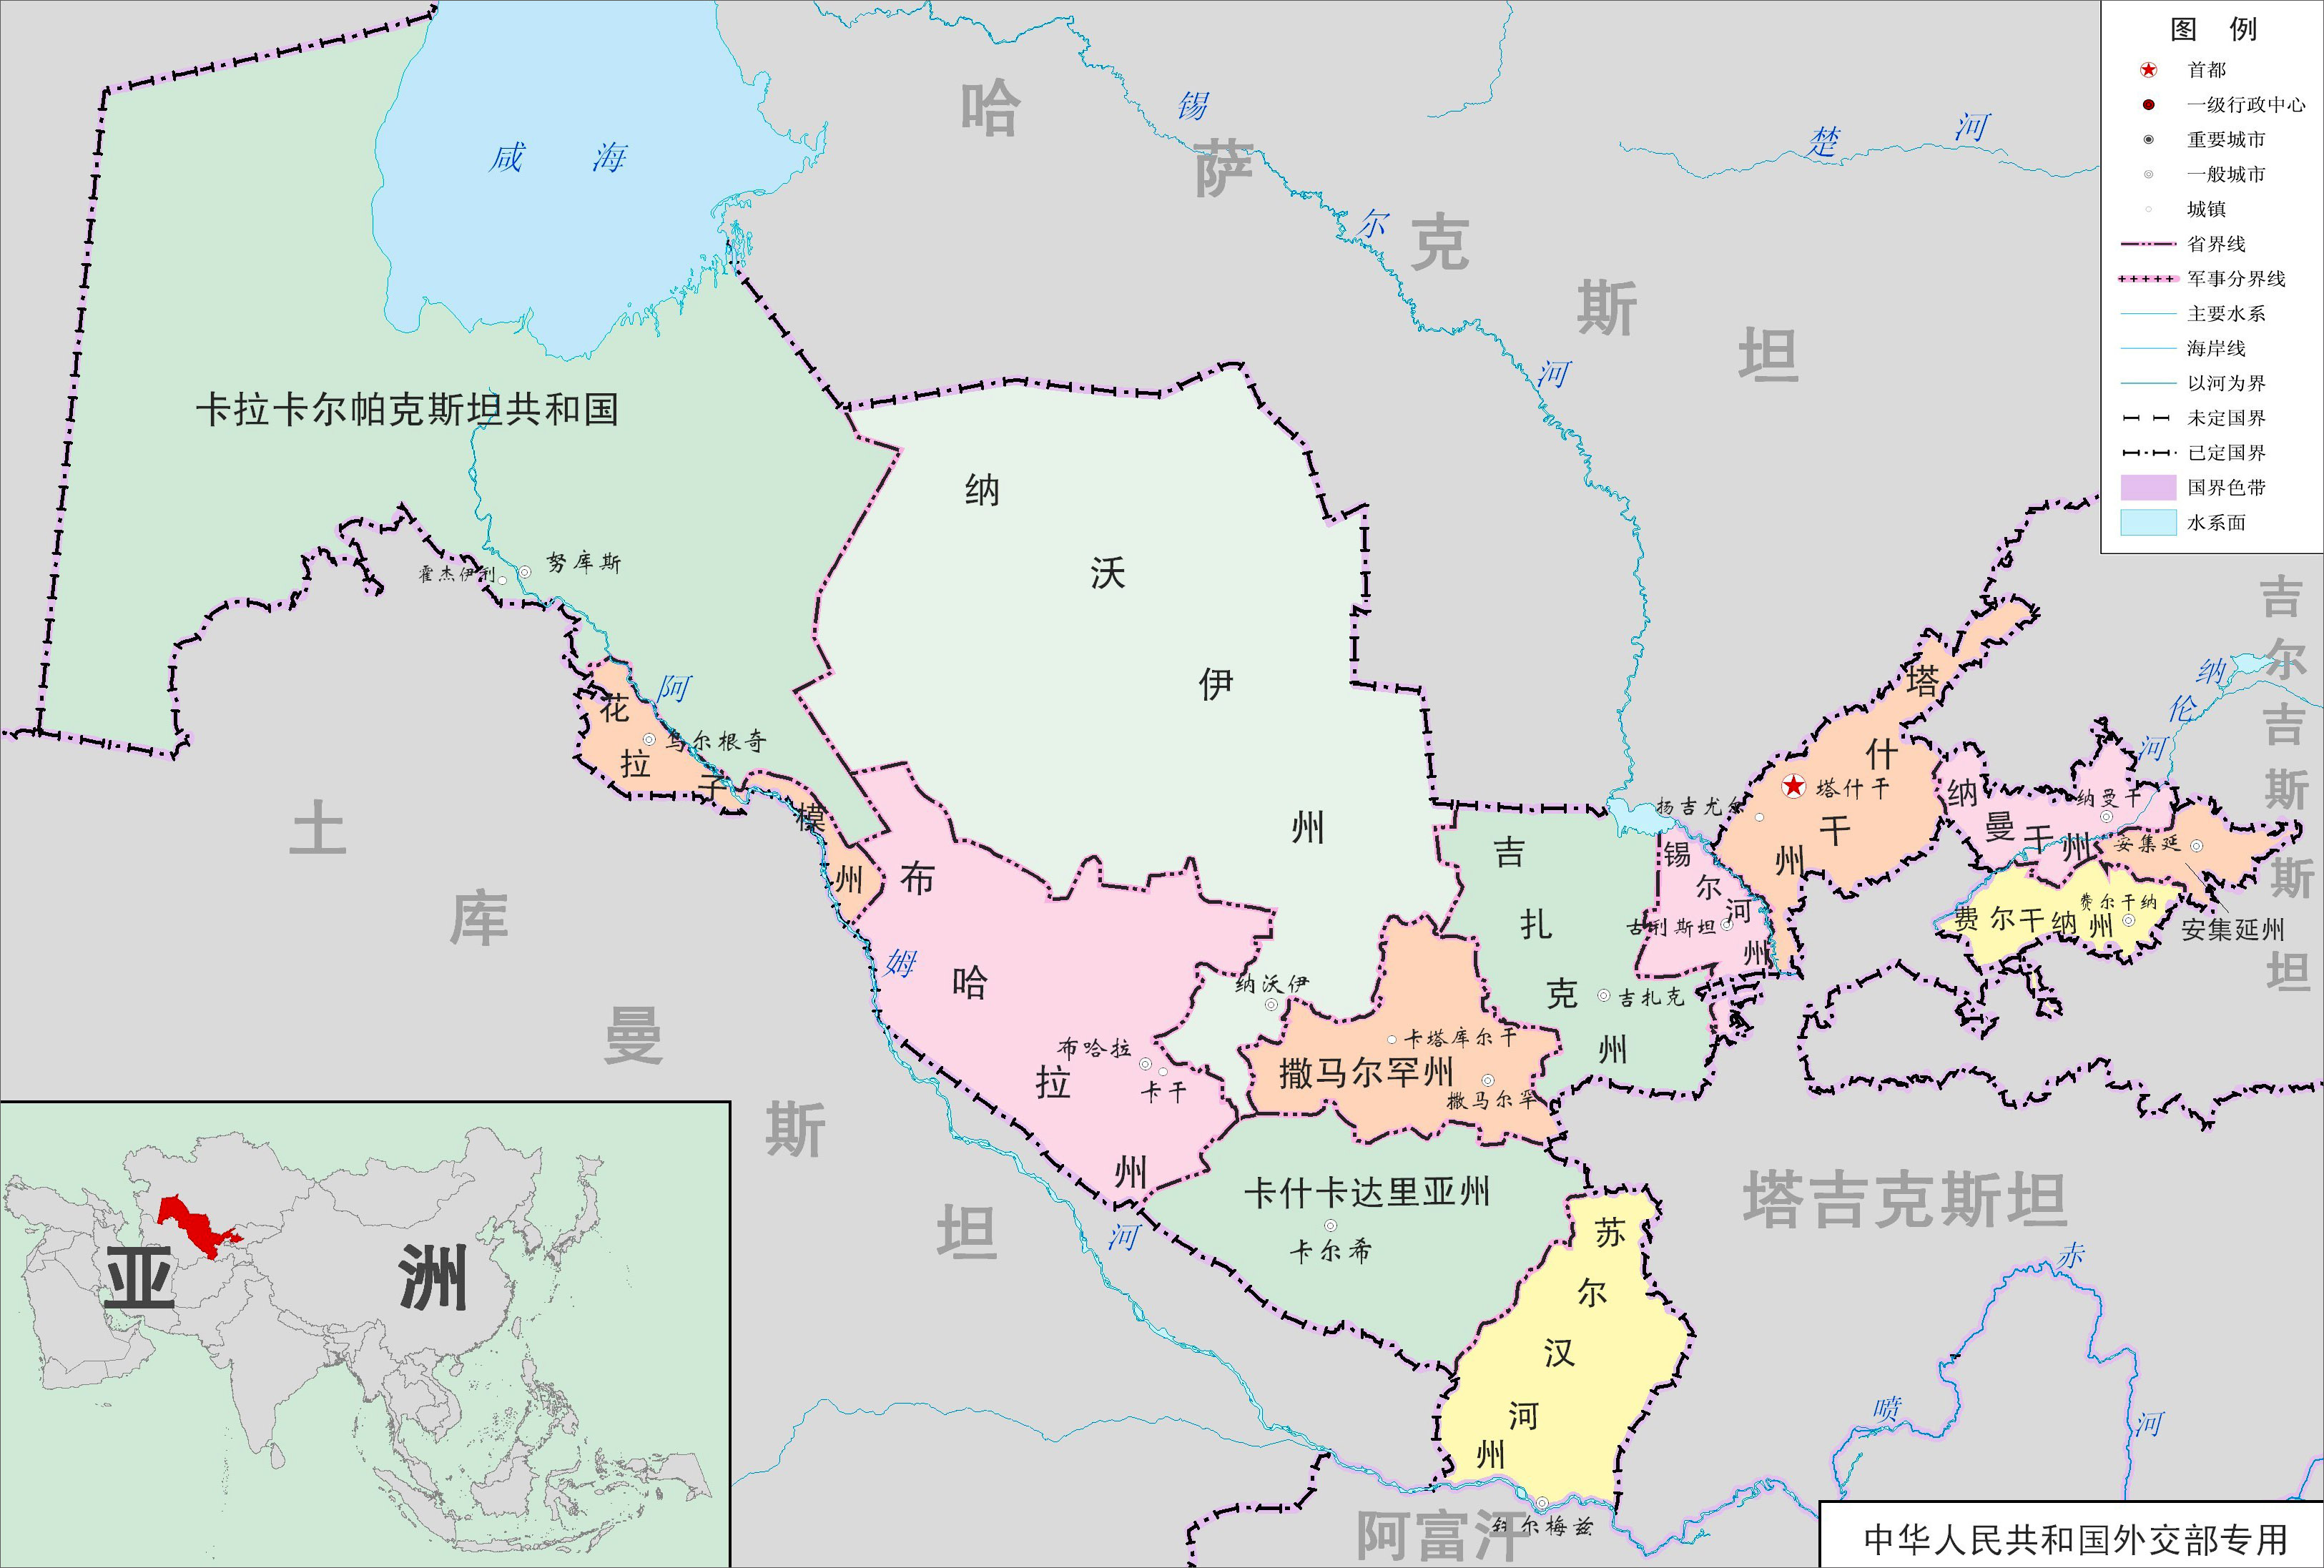 图 例
首都
一级行政中心
重要城市
一般城市
城镇
省界线
军事分界线
主要水系
海岸线
以河为界
未定国界
已定国界
国界色带
水系面
咸 海
哈萨克斯坦
锡尔河
楚河
卡拉卡尔帕克斯坦共和国
霍杰伊利
努库斯
纳沃伊州
阿姆河
花拉子模州
乌尔根奇
土库曼斯坦
布哈拉州
布哈拉
卡干
纳沃伊
撒马尔罕州
卡塔库尔干
撒马尔罕
吉扎克州
吉扎克
锡尔河州
古利斯坦
扬吉尤尔
塔什干州
塔什干
纳曼干州
纳曼干
安集延
安集延州
费尔干纳州
费尔干纳
纳伦河
吉尔吉斯斯坦
卡什卡达里亚州
卡尔希
苏尔汉河州
铁尔梅兹
塔吉克斯坦
喷赤河
阿富汗
亚 洲
中华人民共和国外交部专用